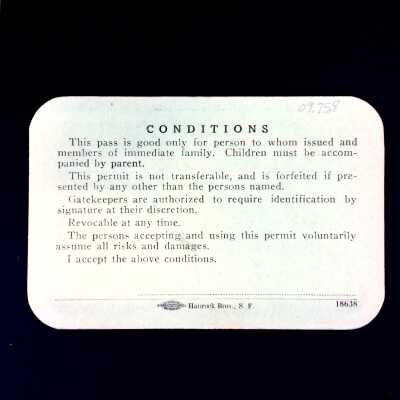 09.758
CONDITIONS
This pass is good only for person to whom issued and
members of immediate family. Children must be accom-
panied by parent.
This permit is not transferable, and is forfeited if pre-
sented by any other than the persons named.
Gatekeepers are authorized to require identification by
signature at their discretion.
Revocable at any time.
The persons accepting and using this permit voluntarily
assume all risks and damages.
I accept the above conditions.
Hancock Bros., S. F. 18638